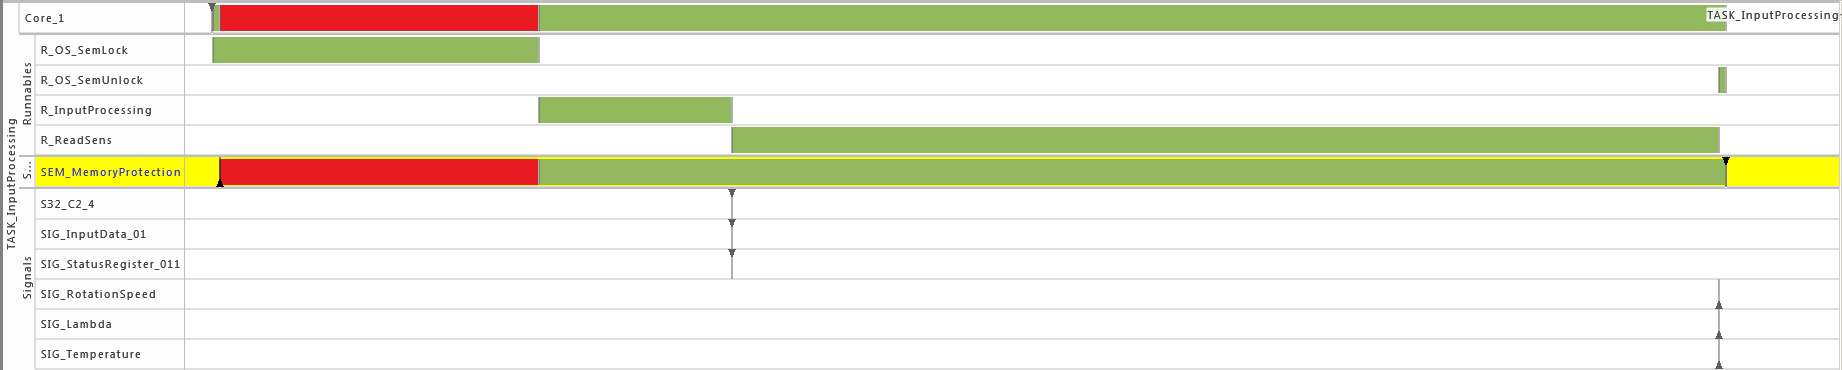 Core_1
TASK_InputProcessing
TASK_InputProcessing
Runnables
R_OS_SemLock
R_OS_SemUnlock
R_InputProcessing
R_ReadSens
S...
SEM_MemoryProtection
Signals
S32_C2_4
SIG_InputData_01
SIG_StatusRegister_011
SIG_RotationSpeed
SIG_Lambda
SIG_Temperature